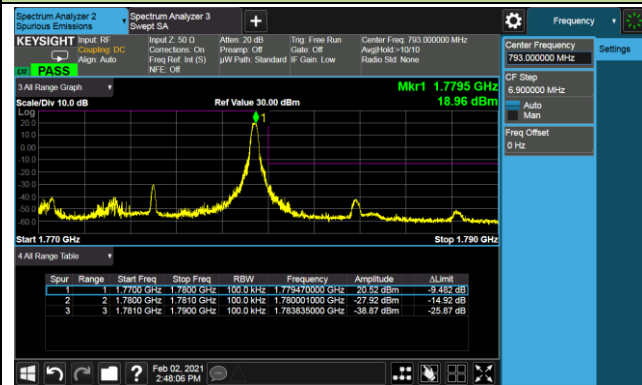 Spectrum Analyzer 2
Spurious Emissions
Spectrum Analyzer 3
Swept SA
Frequency
KEYSIGHT
Input: RF
Coupling: DC
Align: Auto
Input Z: 50 Ω
Corrections: On
Freq Ref: Int (S)
NFE: Off
Atten: 20 dB
Preamp: Off
µW Path: Standard
Trig: Free Run
Gate: Off
IF Gain: Low
Center Freq: 793.000000 MHz
Avg|Hold:>10/10
Radio Std: None
PASS
3 All Range Graph
Mkr1 1.7795 GHz
Scale/Div 10.0 dB
Ref Value 30.00 dBm
18.96 dBm
Log
20.0
10.0
0.00
-10.0
-20.0
-30.0
-40.0
-50.0
-60.0
1
Start 1.770 GHz
Stop 1.790 GHz
4 All Range Table
Spur Range Start Freq Stop Freq RBW Frequency Amplitude ΔLimit
1 1 1.7700 GHz 1.7800 GHz 100.0 kHz 1.779470000 GHz 20.52 dBm -9.482 dB
2 2 1.7800 GHz 1.7810 GHz 100.0 kHz 1.780001000 GHz -27.92 dBm -14.92 dB
3 3 1.7810 GHz 1.7900 GHz 100.0 kHz 1.783835000 GHz -38.87 dBm -25.87 dB
Center Frequency
793.000000 MHz
Settings
CF Step
6.900000 MHz
Auto
Man
Freq Offset
0 Hz
Feb 02, 2021
2:48:06 PM